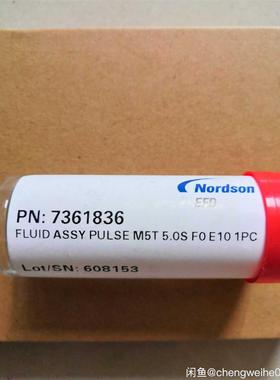 Nordson
EFD
PN: 7361836
FLUID ASSY PULSE M5T 5.0S F0 E10 1PC
Lot/SN: 608153
闲鱼@chengweihe0